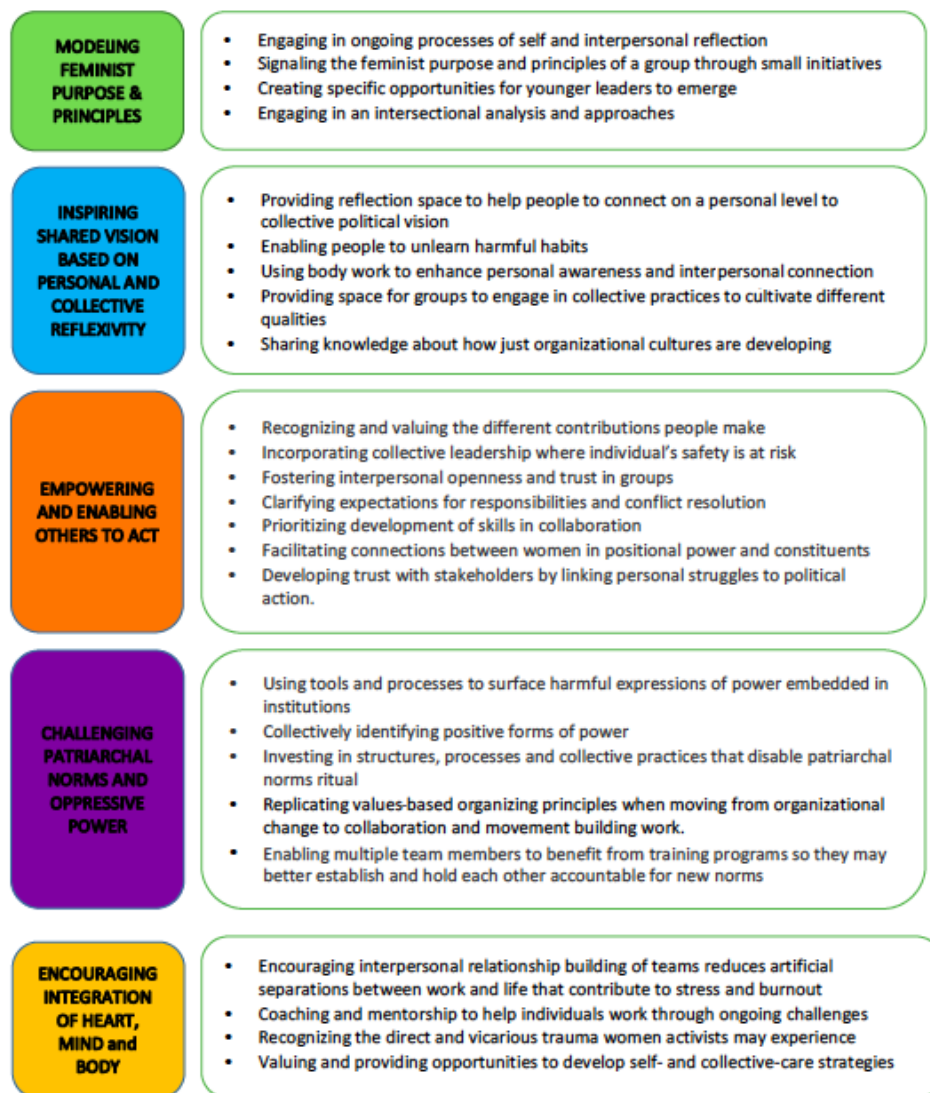 MODELING
FEMINIST
PURPOSE &
PRINCIPLES
• Engaging in ongoing processes of self and interpersonal reflection
• Signaling the feminist purpose and principles of a group through small initiatives
• Creating specific opportunities for younger leaders to emerge
• Engaging in an intersectional analysis and approaches
INSPIRING
SHARED VISION
BASED ON
PERSONAL AND
COLLECTIVE
REFLEXIVITY
• Providing reflection space to help people to connect on a personal level to
collective political vision
• Enabling people to unlearn harmful habits
• Using body work to enhance personal awareness and interpersonal connection
• Providing space for groups to engage in collective practices to cultivate different
qualities
• Sharing knowledge about how just organizational cultures are developing
EMPOWERING
AND ENABLING
OTHERS TO ACT
• Recognizing and valuing the different contributions people make
• Incorporating collective leadership where individual's safety is at risk
• Fostering interpersonal openness and trust in groups
• Clarifying expectations for responsibilities and conflict resolution
• Prioritizing development of skills in collaboration
• Facilitating connections between women in positional power and constituents
• Developing trust with stakeholders by linking personal struggles to political
action.
CHALLENGING
PATRIARCHAL
NORMS AND
OPPRESSIVE
POWER
• Using tools and processes to surface harmful expressions of power embedded in
institutions
• Collectively identifying positive forms of power
• Investing in structures, processes and collective practices that disable patriarchal
norms ritual
• Replicating values-based organizing principles when moving from organizational
change to collaboration and movement building work.
• Enabling multiple team members to benefit from training programs so they may
better establish and hold each other accountable for new norms
ENCOURAGING
INTEGRATION
OF HEART,
MIND and
BODY
• Encouraging interpersonal relationship building of teams reduces artificial
separations between work and life that contribute to stress and burnout
• Coaching and mentorship to help individuals work through ongoing challenges
• Recognizing the direct and vicarious trauma women activists may experience
• Valuing and providing opportunities to develop self- and collective-care strategies